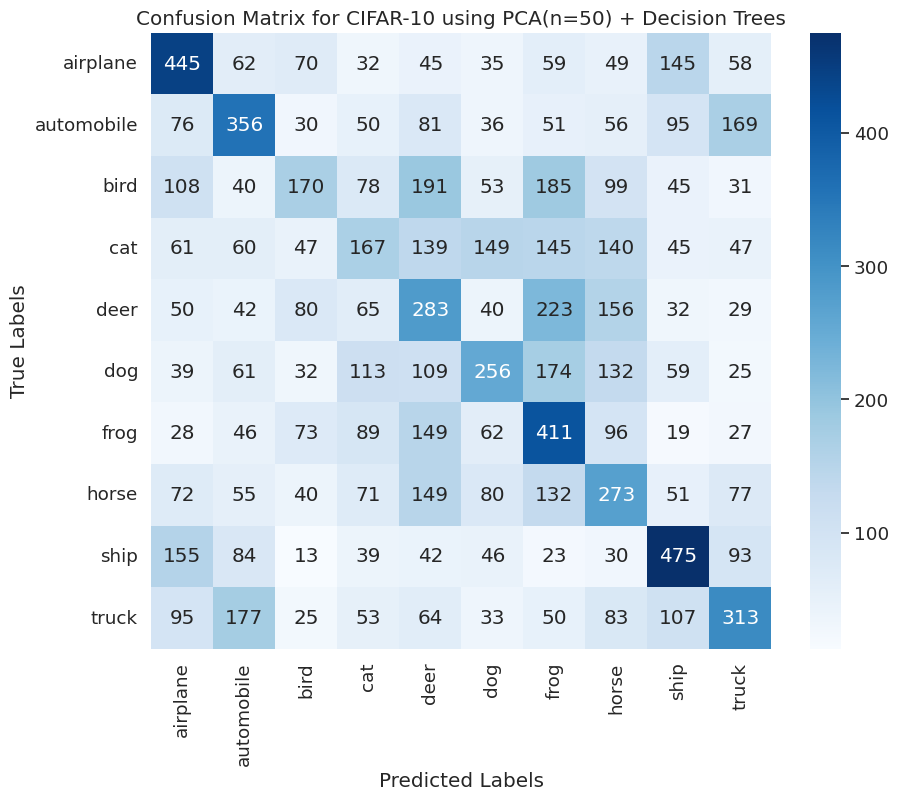 Confusion Matrix for CIFAR-10 using PCA(n=50) + Decision Trees
airplane 445 62 70 32 45 35 59 49 145 58
automobile 76 356 30 50 81 36 51 56 95 169
bird 108 40 170 78 191 53 185 99 45 31
cat 61 60 47 167 139 149 145 140 45 47
deer 50 42 80 65 283 40 223 156 32 29
dog 39 61 32 113 109 256 174 132 59 25
frog 28 46 73 89 149 62 411 96 19 27
horse 72 55 40 71 149 80 132 273 51 77
ship 155 84 13 39 42 46 23 30 475 93
truck 95 177 25 53 64 33 50 83 107 313
True Labels
airplane automobile bird cat deer dog frog horse ship truck
Predicted Labels
400
300
200
100